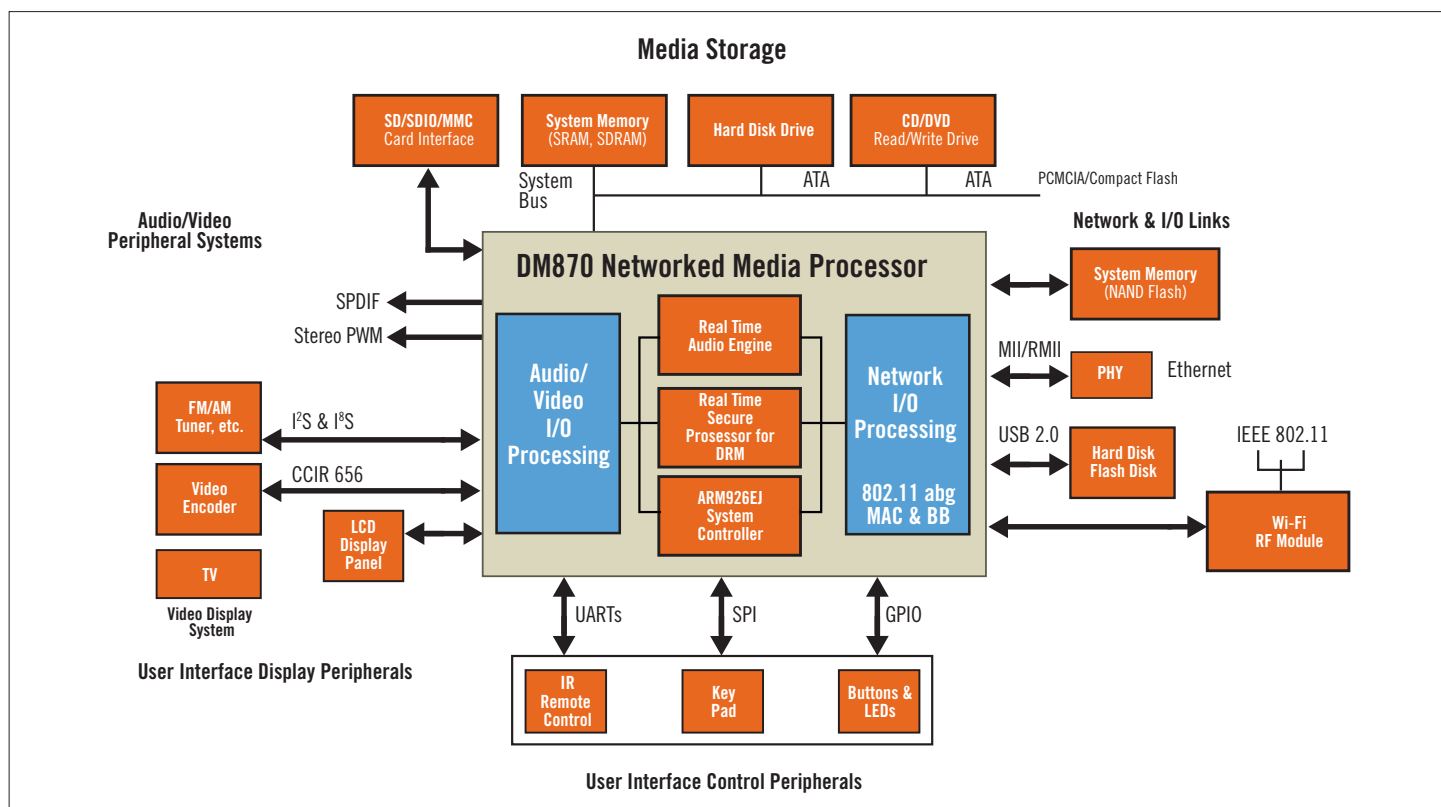 Media Storage
SD/SDIO/MMC
Card Interface
System Memory
(SRAM, SDRAM)
Hard Disk Drive
CD/DVD
Read/Write Drive
System
Bus
ATA
ATA
PCMCIA/Compact Flash
Audio/Video
Peripheral Systems
Network & I/O Links
DM870 Networked Media Processor
System Memory
(NAND Flash)
SPDIF
Stereo PWM
Audio/
Video
I/O
Processing
Real Time
Audio Engine
Real Time
Secure
Prosessor for
DRM
ARM926EJ
System
Controller
Network
I/O
Processing
802.11 abg
MAC & BB
MII/RMII
PHY
Ethernet
FM/AM
Tuner, etc.
I²S & I⁸S
USB 2.0
Hard Disk
Flash Disk
IEEE 802.11
Video
Encoder
CCIR 656
LCD
Display
Panel
Wi-Fi
RF Module
TV
Video Display
System
UARTs
SPI
GPIO
User Interface Display Peripherals
IR
Remote
Control
Key
Pad
Buttons &
LEDs
User Interface Control Peripherals